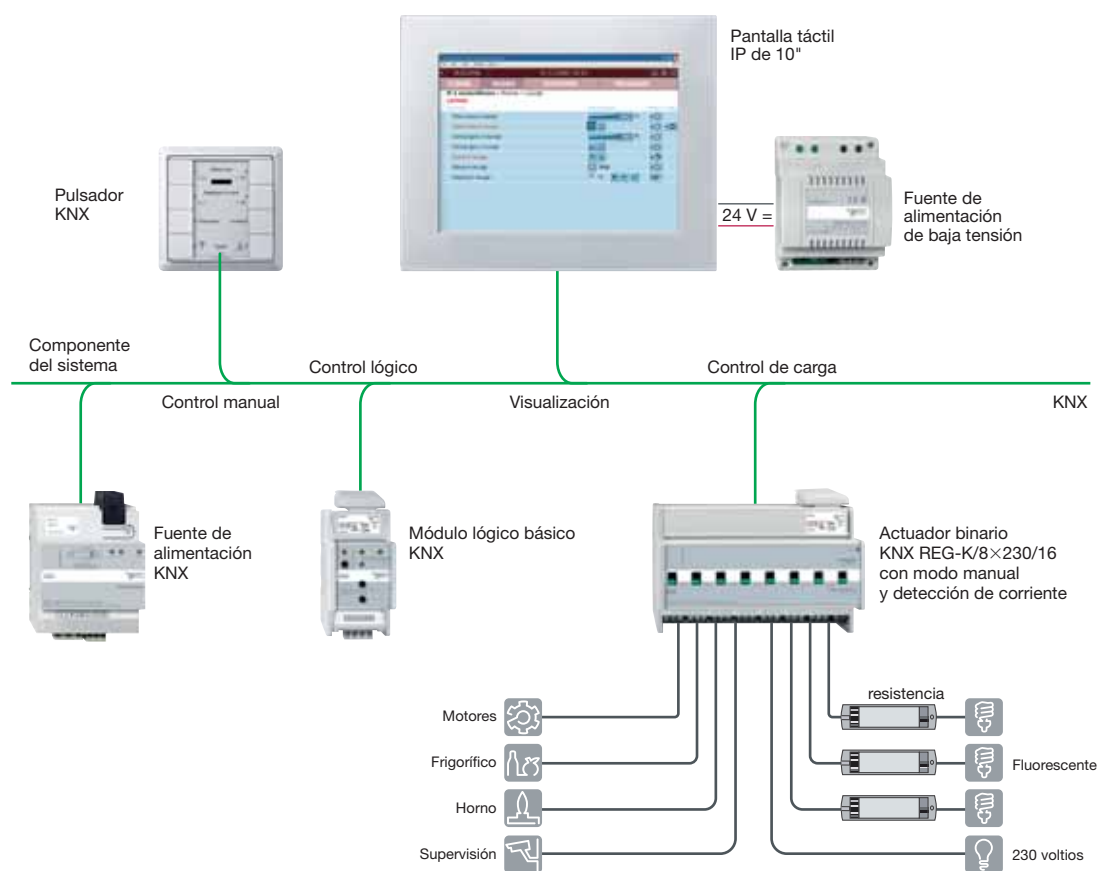 Pantalla táctil
IP de 10"
Pulsador
KNX
24 V =
Fuente de
alimentación
de baja tensión
Componente
del sistema
Control lógico
Control de carga
Control manual
Visualización
KNX
Fuente de
alimentación
KNX
Módulo lógico básico
KNX
Actuador binario
KNX REG-K/8×230/16
con modo manual
y detección de corriente
resistencia
Motores
Frigorífico
Fluorescente
Horno
Supervisión
230 voltios